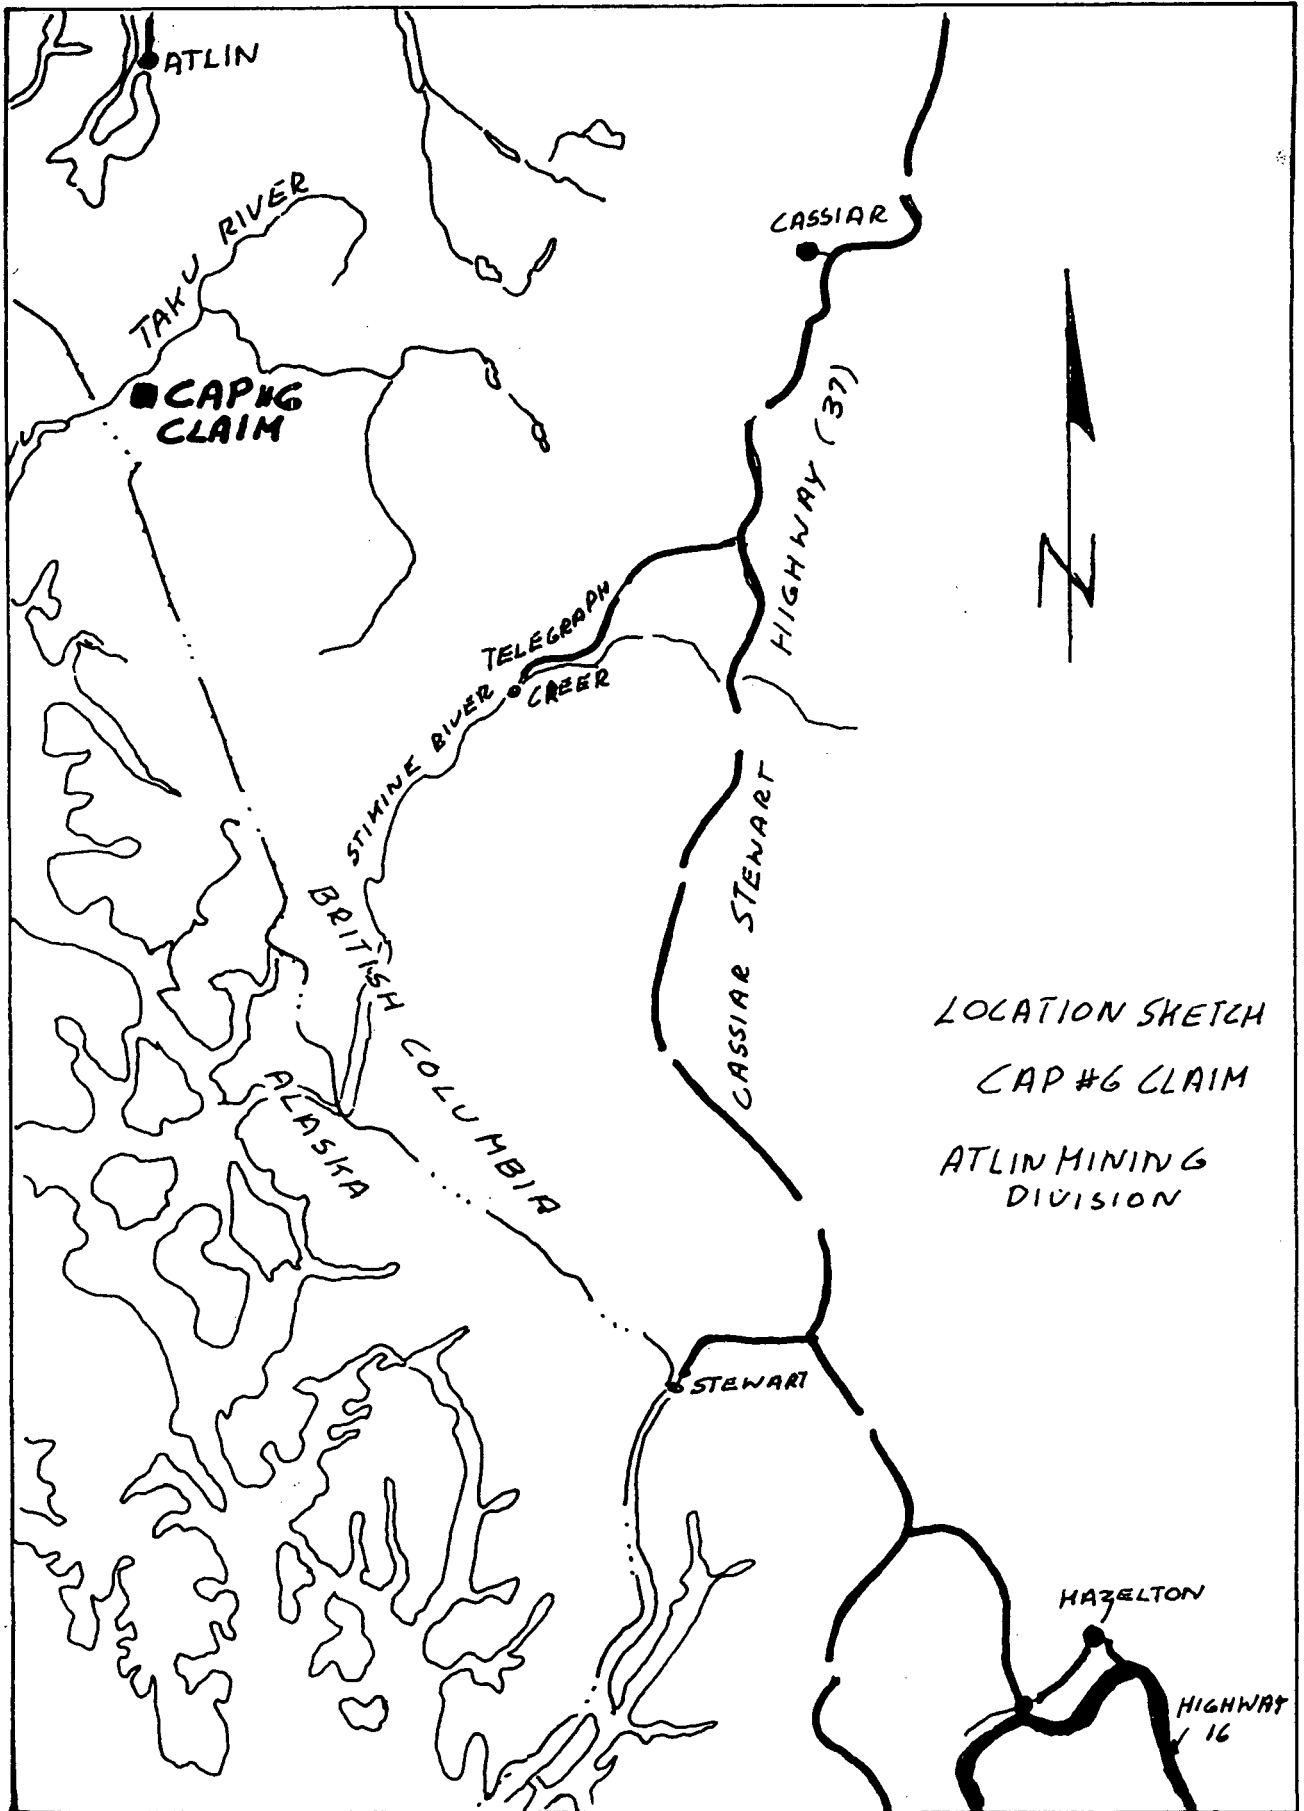 ATLIN
TAKU RIVER
CASSIAR
CAP #6
CLAIM
HIGHWAY (37)
N
TELEGRAPH
CREER
STIKINE RIVER
CASSIAR STEWART
BRITISH COLUMBIA
ALASKA
LOCATION SKETCH
CAP #6 CLAIM
ATLIN MINING
DIVISION
STEWART
HAZELTON
HIGHWAY
16